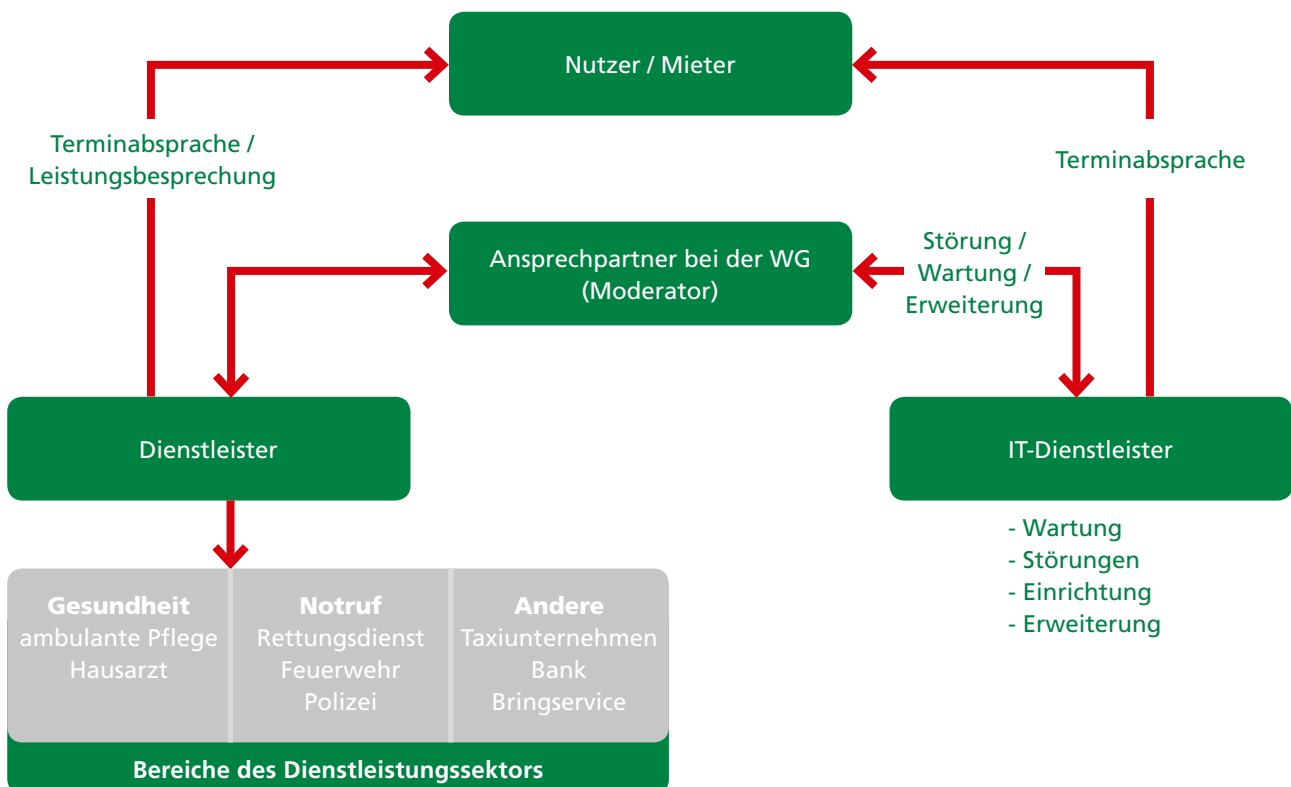 Nutzer / Mieter
Terminabsprache /
Leistungsbesprechung
Terminabsprache
Ansprechpartner bei der WG
(Moderator)
Störung /
Wartung /
Erweiterung
Dienstleister
IT-Dienstleister
- Wartung
- Störungen
- Einrichtung
- Erweiterung
Gesundheit
ambulante Pflege
Hausarzt
Notruf
Rettungsdienst
Feuerwehr
Polizei
Andere
Taxiunternehmen
Bank
Bringservice
Bereiche des Dienstleistungssektors